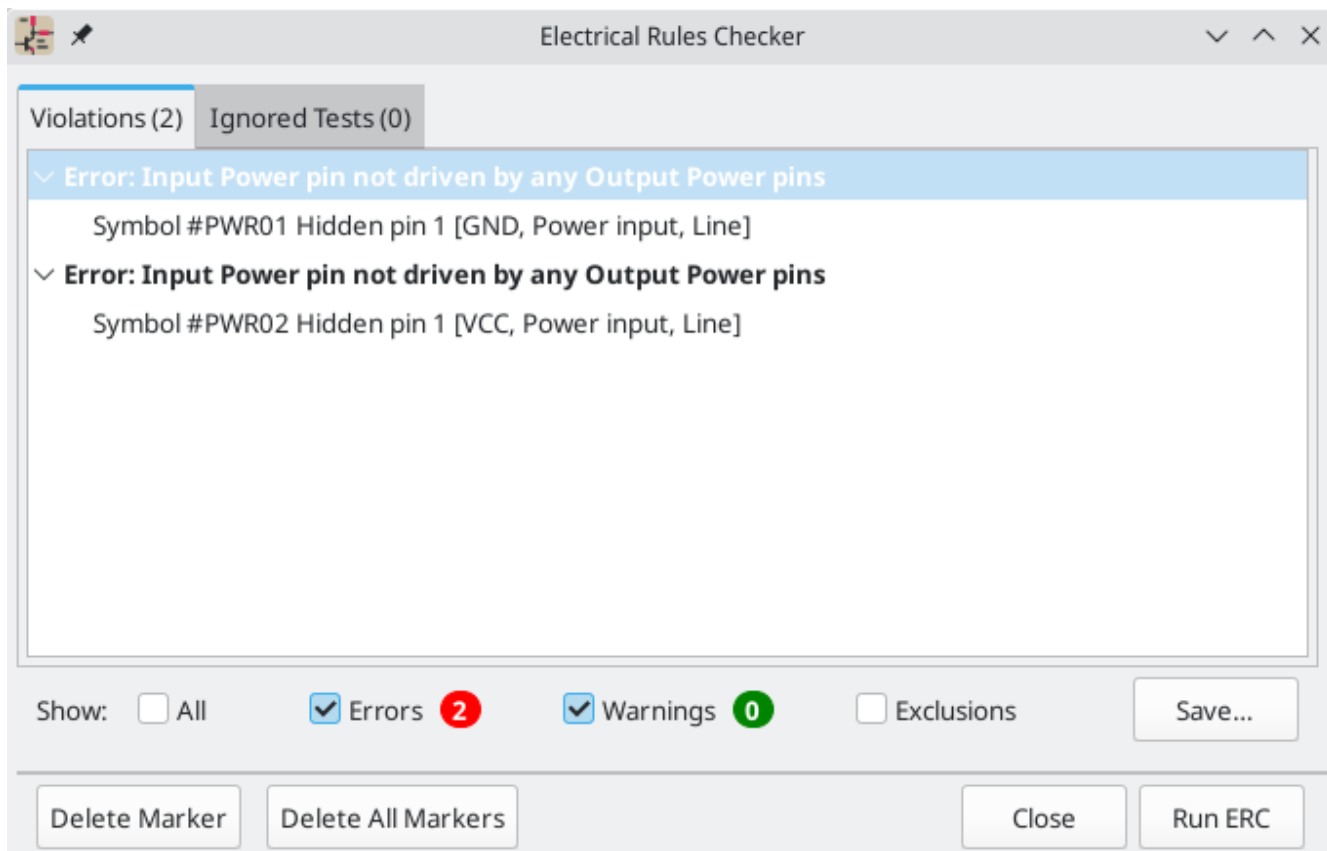 Electrical Rules Checker
Violations (2) Ignored Tests (0)
Error: Input Power pin not driven by any Output Power pins
Symbol #PWR01 Hidden pin 1 [GND, Power input, Line]
Error: Input Power pin not driven by any Output Power pins
Symbol #PWR02 Hidden pin 1 [VCC, Power input, Line]
Show: All Errors 2 Warnings 0 Exclusions Save...
Delete Marker Delete All Markers Close Run ERC